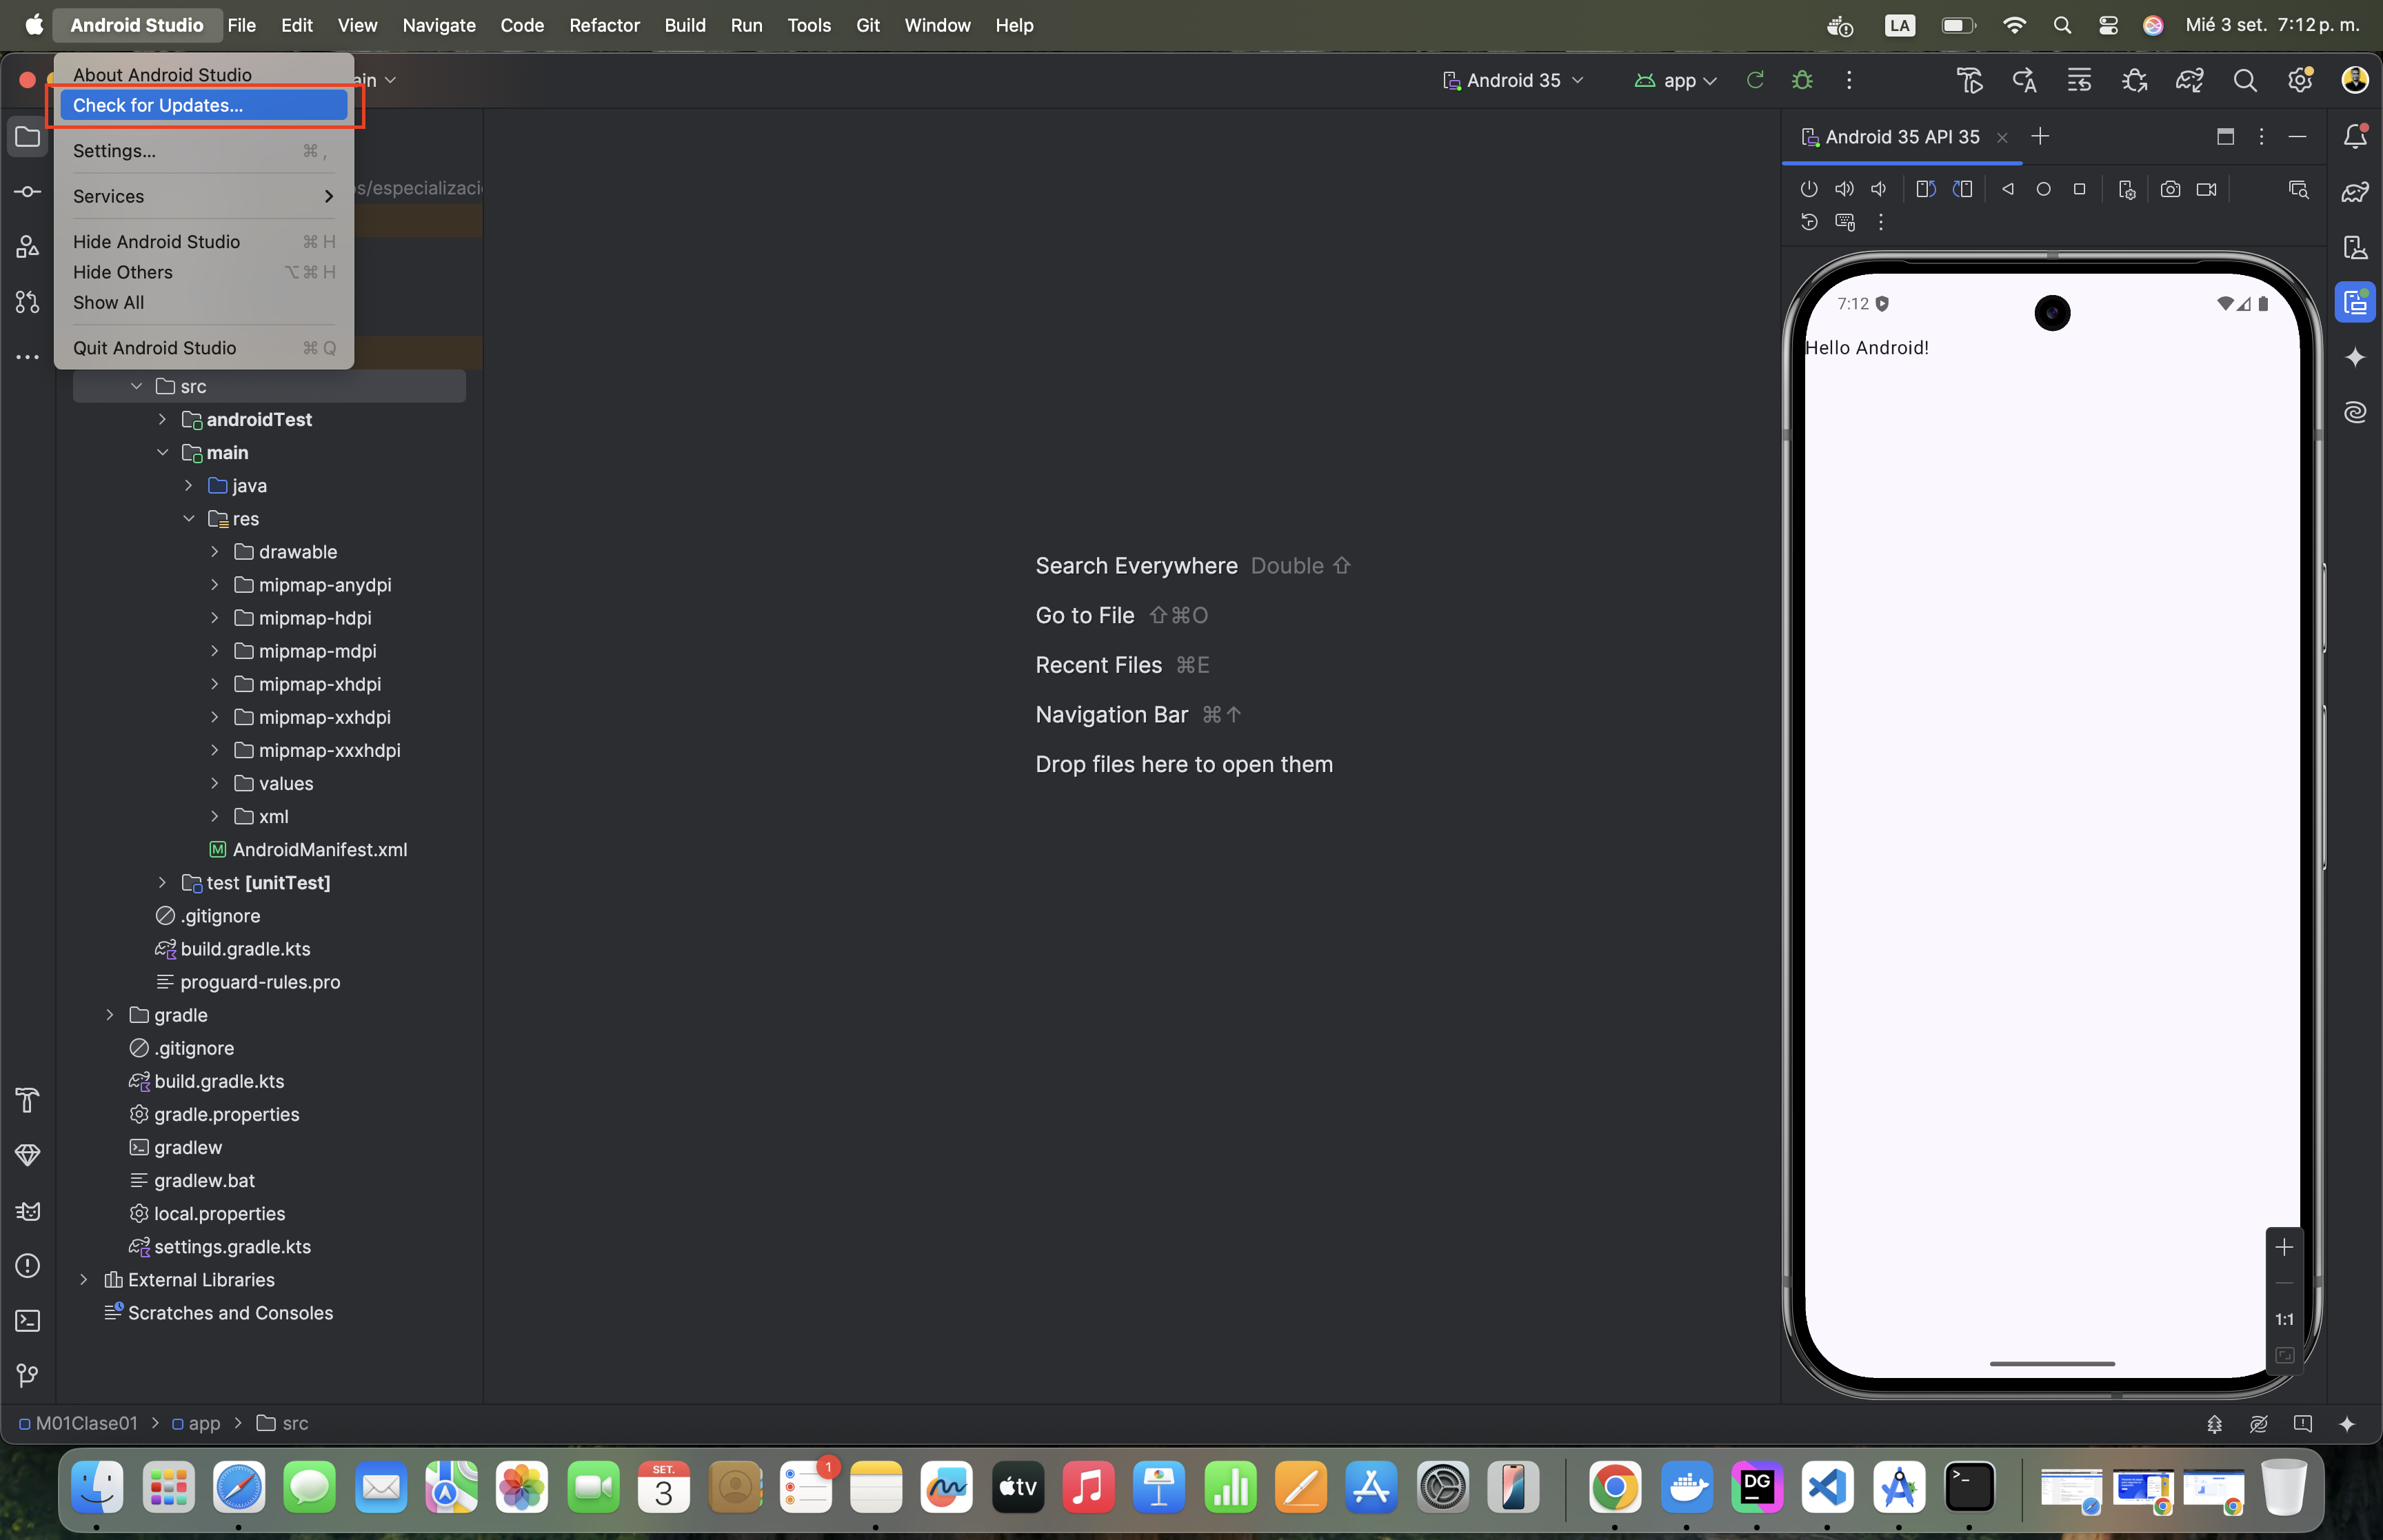 Android Studio File Edit View Navigate Code Refactor Build Run Tools Git Window Help LA Mié 3 set. 7:12 p. m.
ain Android 35 app
About Android Studio
Check for Updates...
Settings... ⌘ ,
Services
Hide Android Studio ⌘ H
Hide Others ⌥ ⌘ H
Show All
Quit Android Studio ⌘ Q
os/especializaci
src
androidTest
main
java
res
drawable
mipmap-anydpi
mipmap-hdpi
mipmap-mdpi
mipmap-xhdpi
mipmap-xxhdpi
mipmap-xxxhdpi
values
xml
AndroidManifest.xml
test [unitTest]
.gitignore
build.gradle.kts
proguard-rules.pro
gradle
.gitignore
build.gradle.kts
gradle.properties
gradlew
gradlew.bat
local.properties
settings.gradle.kts
External Libraries
Scratches and Consoles
Search Everywhere Double ⇧
Go to File ⇧⌘O
Recent Files ⌘E
Navigation Bar ⌘↑
Drop files here to open them
Android 35 API 35
7:12
Hello Android!
1:1
M01Clase01 > app > src
SET.
3
1
tv
DG